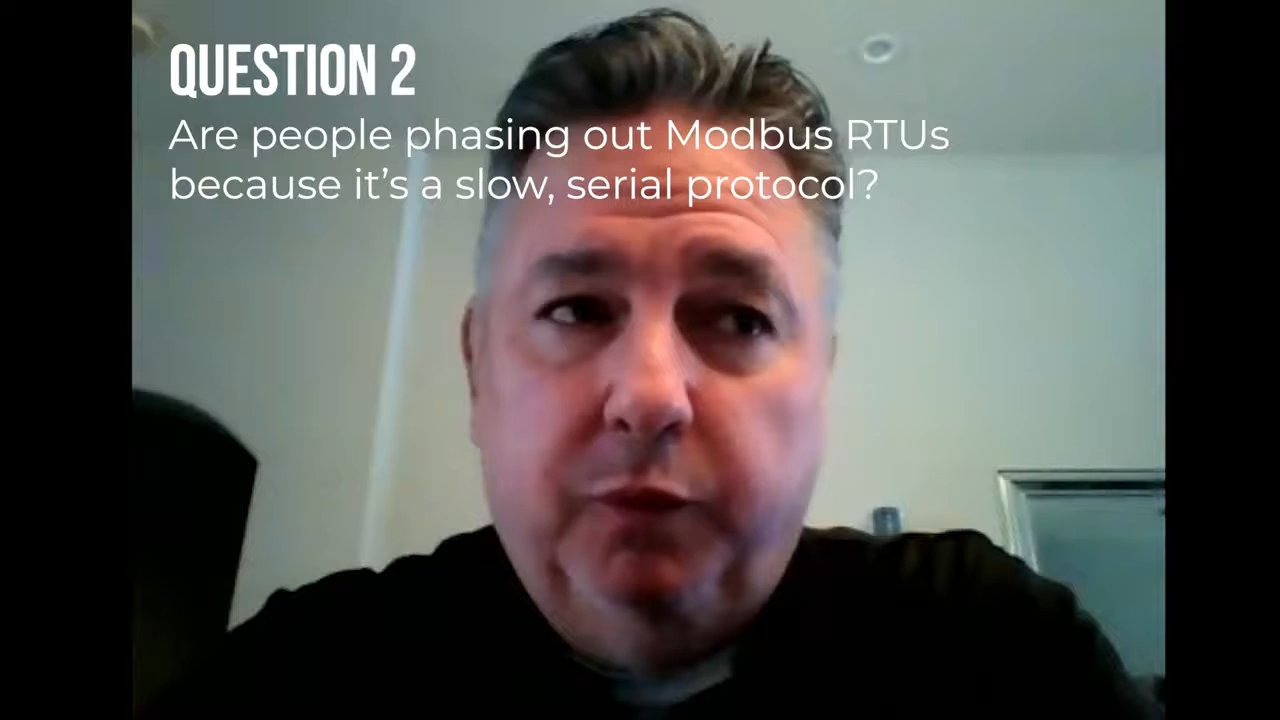 QUESTION 2
Are people phasing out Modbus RTUs
because it’s a slow, serial protocol?